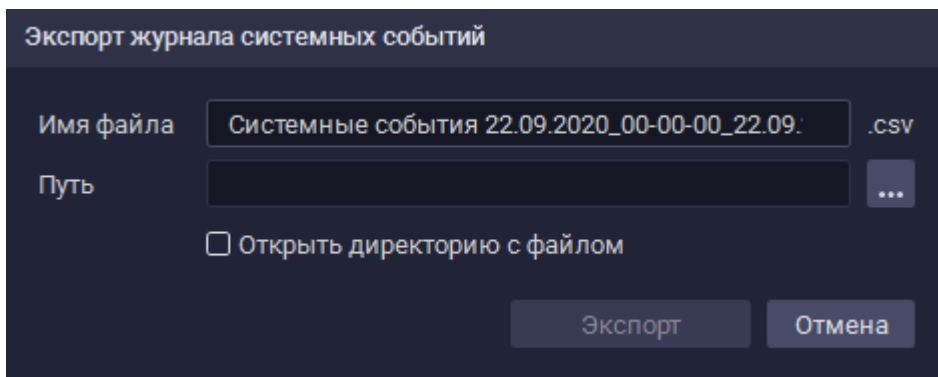 Экспорт журнала системных событий
Имя файла Системные события 22.09.2020_00-00-00_22.09. .csv
Путь ...
Открыть директорию с файлом
Экспорт Отмена